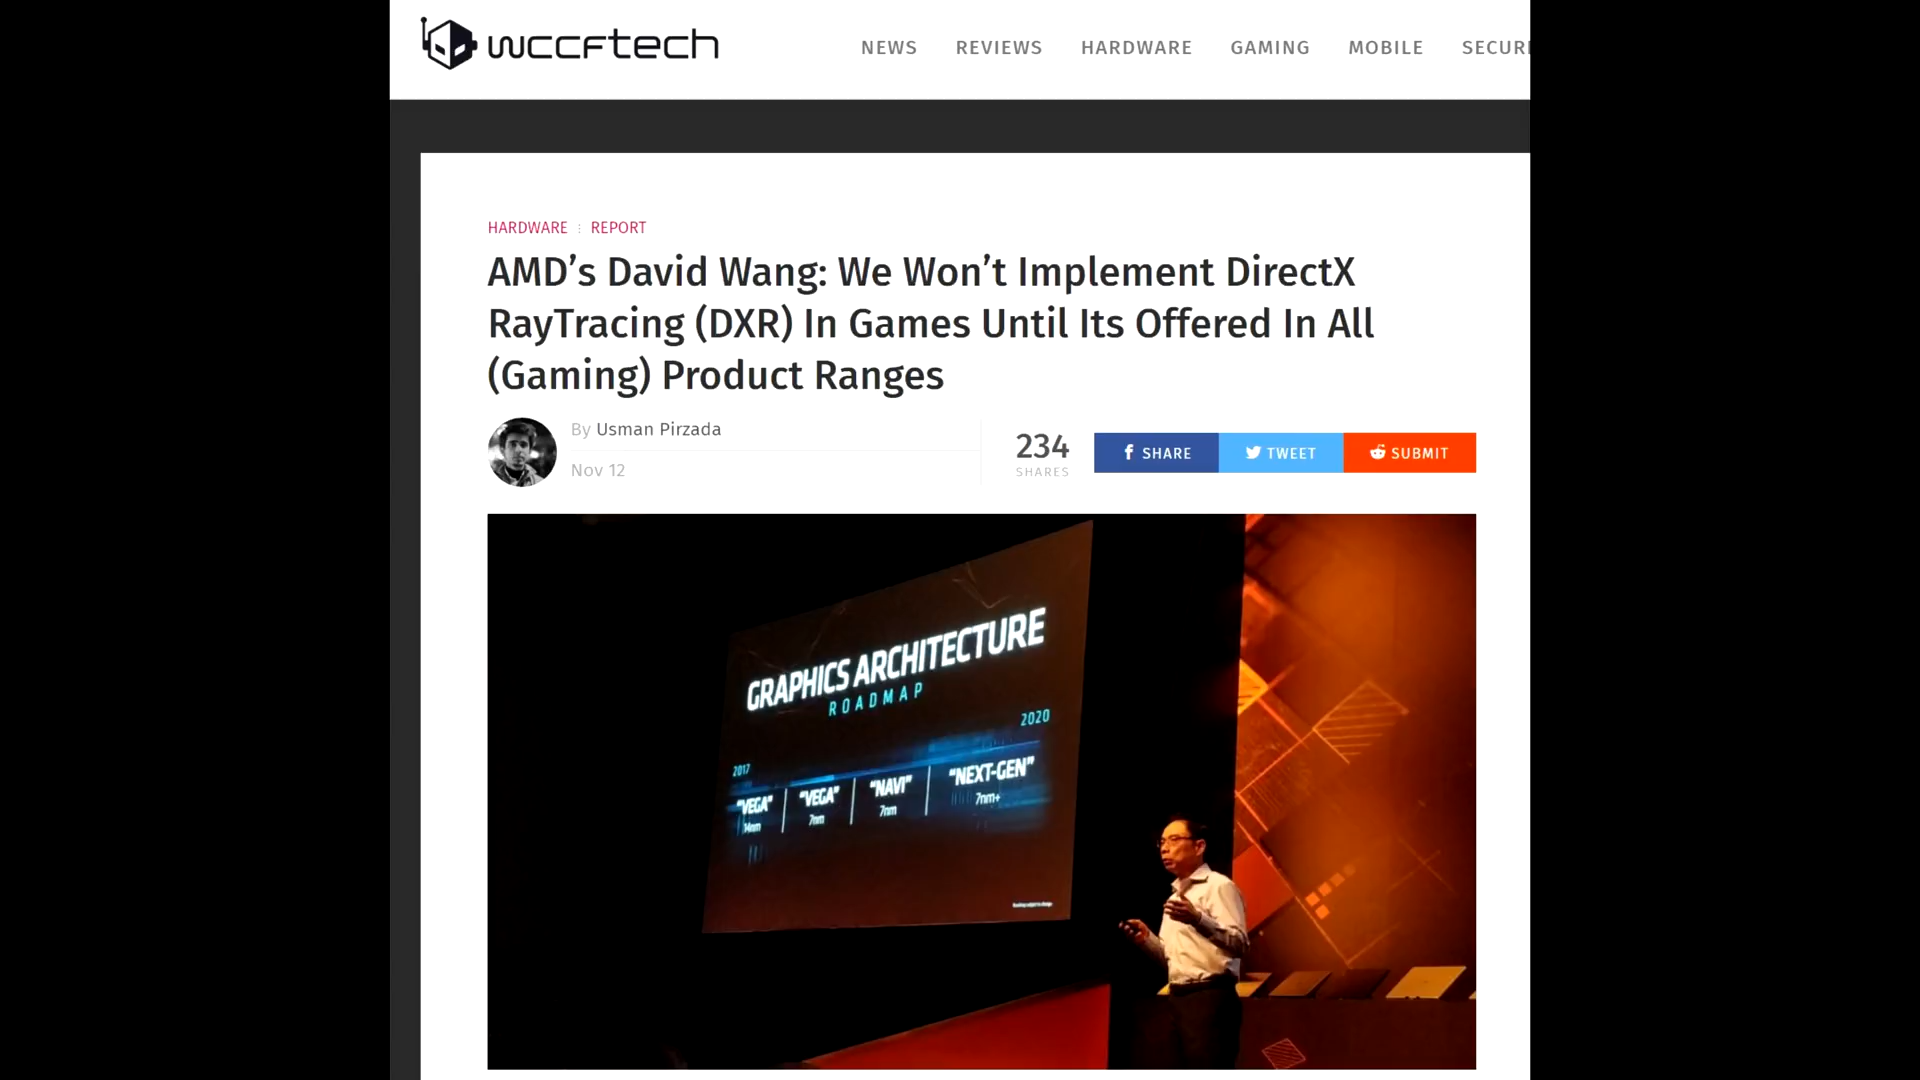 wccftech
NEWS REVIEWS HARDWARE GAMING MOBILE SECURI
HARDWARE : REPORT
AMD’s David Wang: We Won’t Implement DirectX
RayTracing (DXR) In Games Until Its Offered In All
(Gaming) Product Ranges
By Usman Pirzada
Nov 12
234
SHARES
SHARE
TWEET
SUBMIT
GRAPHICS ARCHITECTURE
ROADMAP
2017
2020
“VEGA”
14nm
“VEGA”
7nm
“NAVI”
7nm
“NEXT-GEN”
7nm+